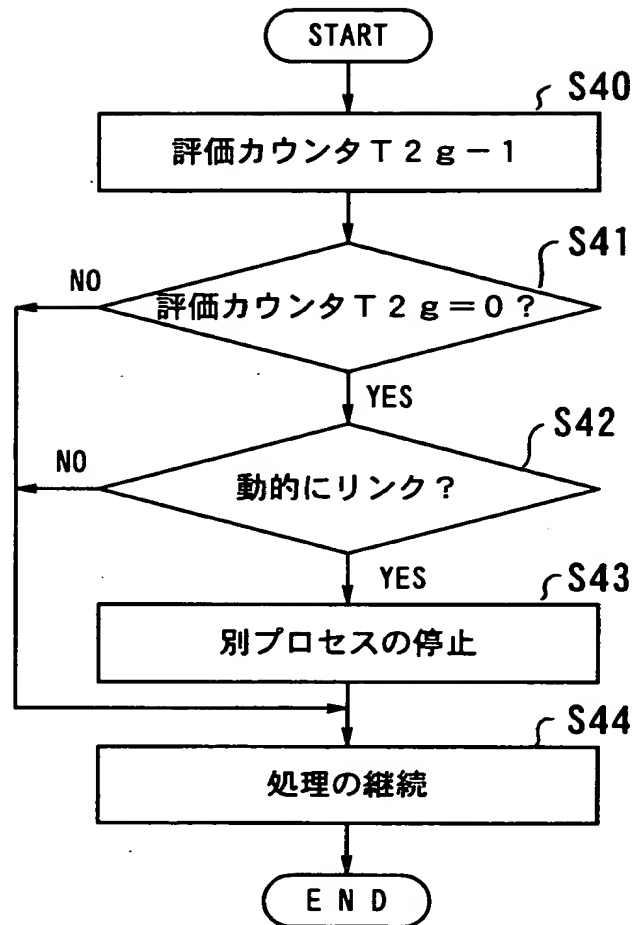 START
S40
評価カウンタT2g－1
S41
NO
評価カウンタT2g＝0？
YES
S42
NO
動的にリンク？
YES
S43
別プロセスの停止
S44
処理の継続
END